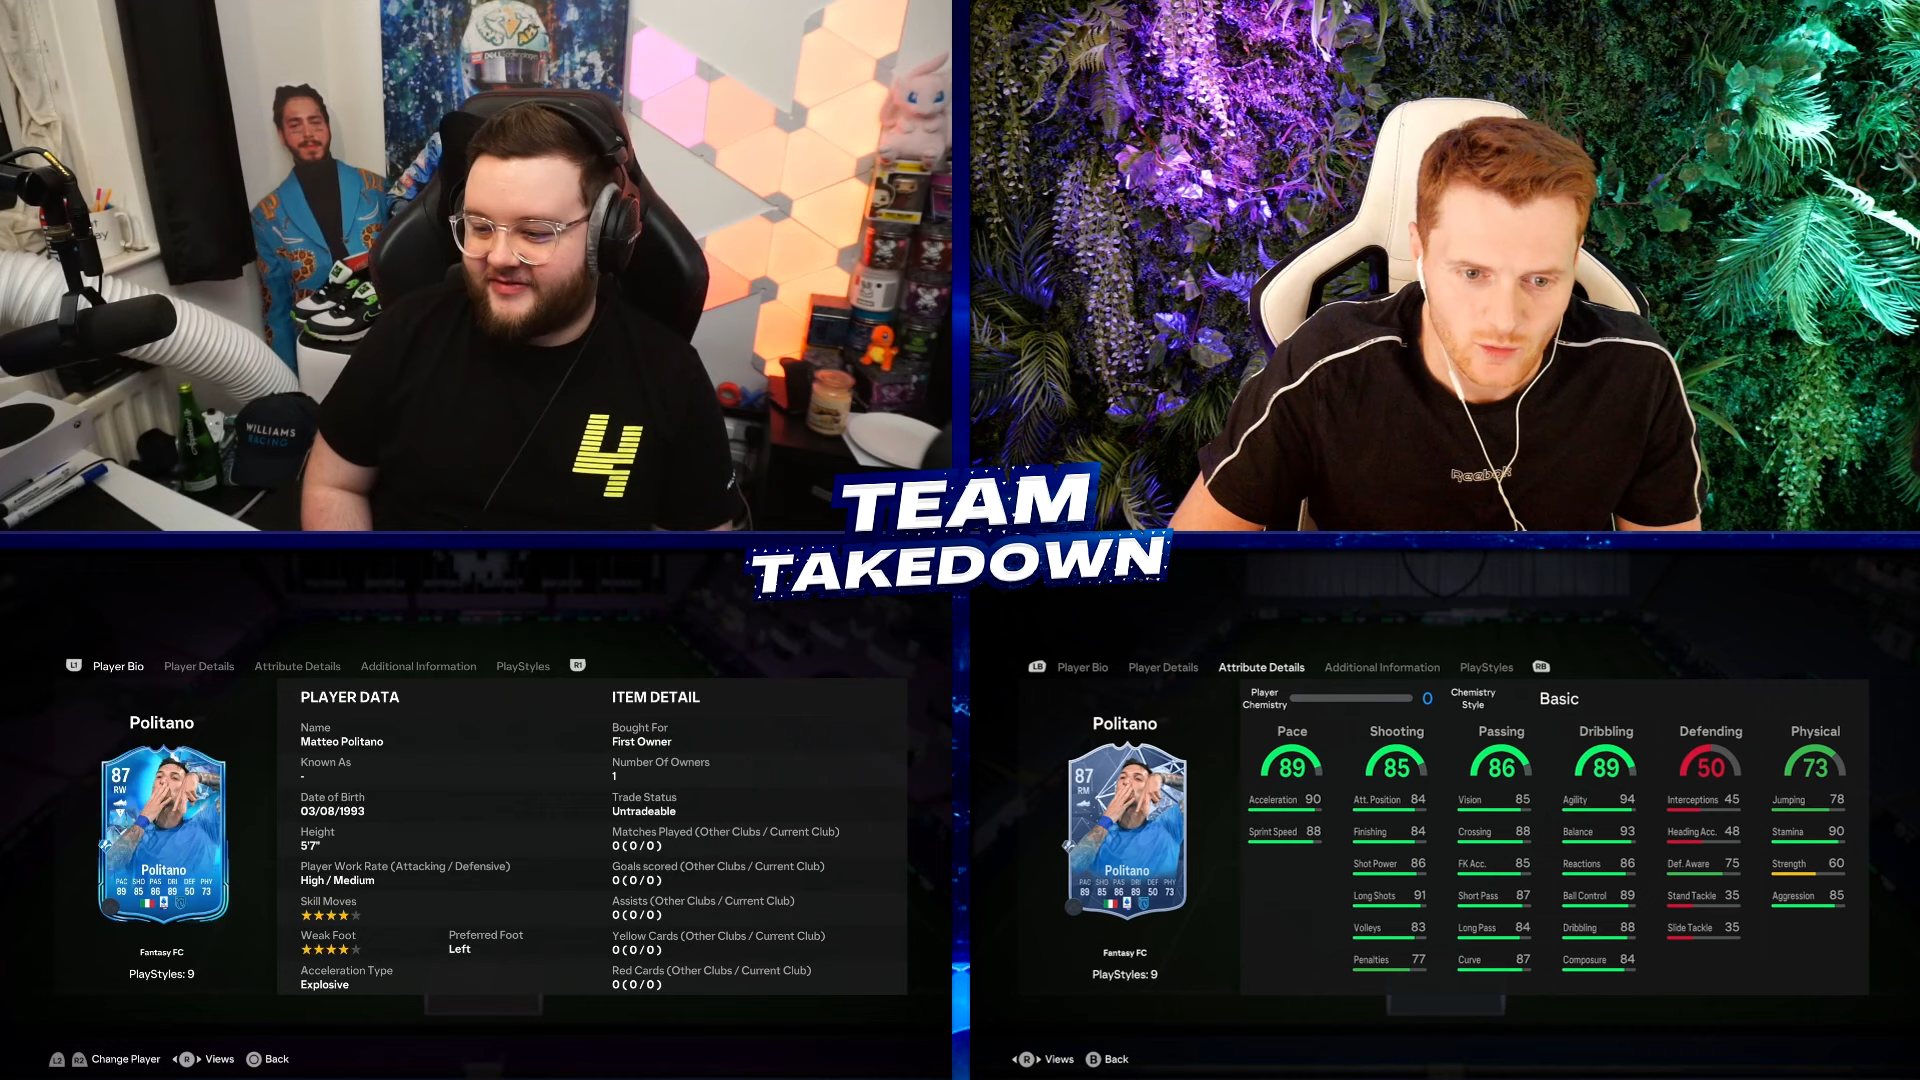 WILLIAMS
RACING
4
Reebok
TEAM
TAKEDOWN
L1 Player Bio Player Details Attribute Details Additional Information PlayStyles R1
Politano
87
RW
Politano
PAC SHO PAS DRI DEF PHY
89 85 86 89 50 73
Fantasy FC
PlayStyles: 9
PLAYER DATA
Name
Matteo Politano
Known As
-
Date of Birth
03/08/1993
Height
5'7"
Player Work Rate (Attacking / Defensive)
High / Medium
Skill Moves
Weak Foot Preferred Foot
Left
Acceleration Type
Explosive
ITEM DETAIL
Bought For
First Owner
Number Of Owners
1
Trade Status
Untradeable
Matches Played (Other Clubs / Current Club)
0 ( 0 / 0 )
Goals scored (Other Clubs / Current Club)
0 ( 0 / 0 )
Assists (Other Clubs / Current Club)
0 ( 0 / 0 )
Yellow Cards (Other Clubs / Current Club)
0 ( 0 / 0 )
Red Cards (Other Clubs / Current Club)
0 ( 0 / 0 )
L2 R2 Change Player R Views Back
LB Player Bio Player Details Attribute Details Additional Information PlayStyles RB
Politano
87
RM
Politano
PAC SHO PAS DRI DEF PHY
89 85 86 89 50 73
Fantasy FC
PlayStyles: 9
Player Chemistry 0 Chemistry Style Basic
Pace Shooting Passing Dribbling Defending Physical
89 85 86 89 50 73
Acceleration 90 Att. Position 84 Vision 85 Agility 94 Interceptions 45 Jumping 78
Sprint Speed 88 Finishing 84 Crossing 88 Balance 93 Heading Acc. 48 Stamina 90
Shot Power 86 FK Acc. 85 Reactions 86 Def. Aware 75 Strength 60
Long Shots 91 Short Pass 87 Ball Control 89 Stand Tackle 35 Aggression 85
Volleys 83 Long Pass 84 Dribbling 88 Slide Tackle 35
Penalties 77 Curve 87 Composure 84
R Views B Back